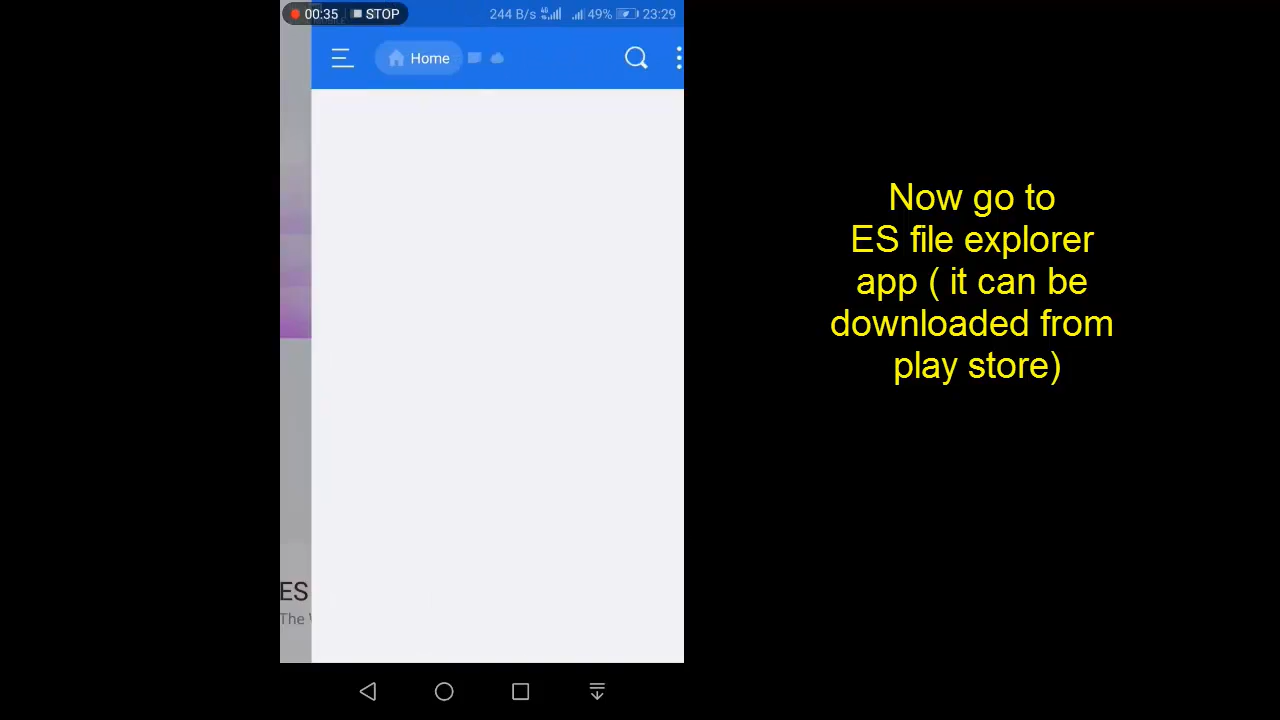 00:35 STOP 244 B/s 49% 23:29
Home
ES
The
Now go to
ES file explorer
app ( it can be
downloaded from
play store)